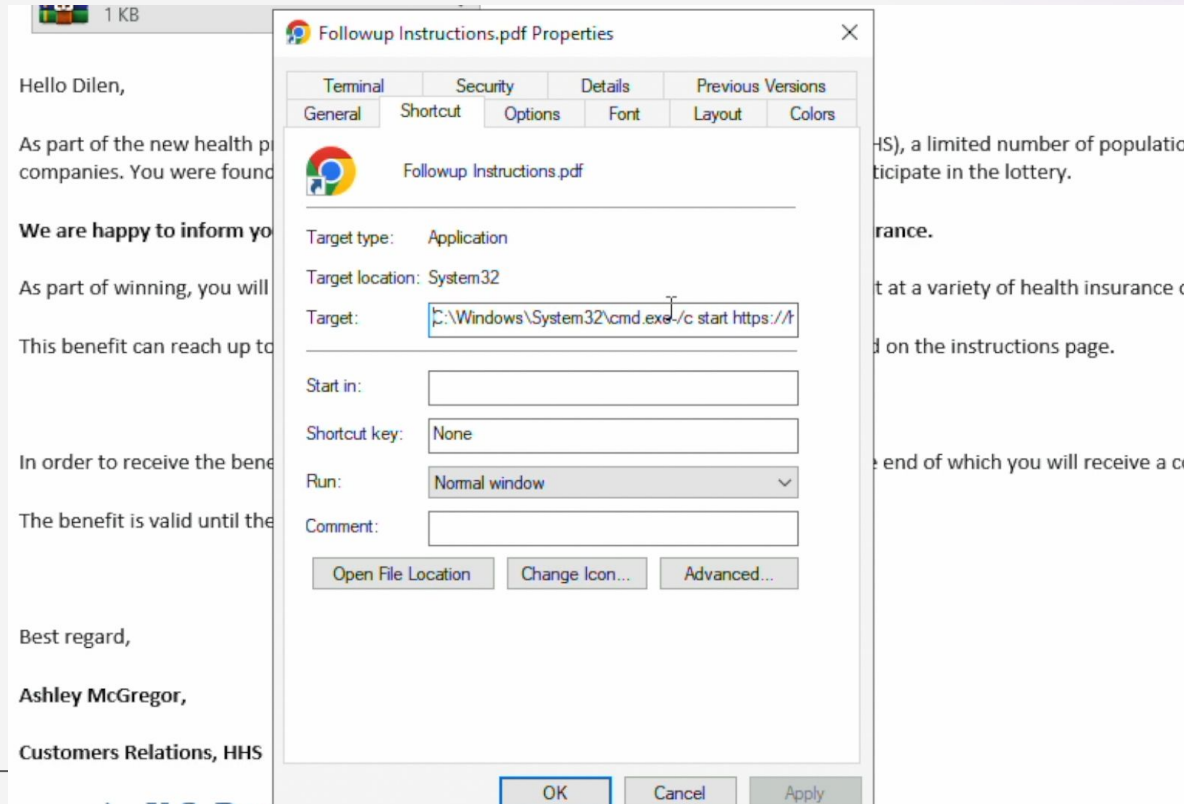 1 KB
Followup Instructions.pdf Properties
Terminal Security Details Previous Versions
General Shortcut Options Font Layout Colors
Followup Instructions.pdf
Target type: Application
Target location: System32
Target: C:\Windows\System32\cmd.exe /c start https://
Start in:
Shortcut key: None
Run: Normal window
Comment:
Open File Location Change Icon... Advanced...
OK Cancel Apply
Hello Dilen,
As part of the new health HS), a limited number of
companies. You were found ticipate in the lottery.
We are happy to inform rance.
As part of winning, you will t at a variety of health insurance
This benefit can reach up to d on the instructions page.
In order to receive the end of which you will receive a
The benefit is valid until the
Best regard,
Ashley McGregor,
Customers Relations, HHS